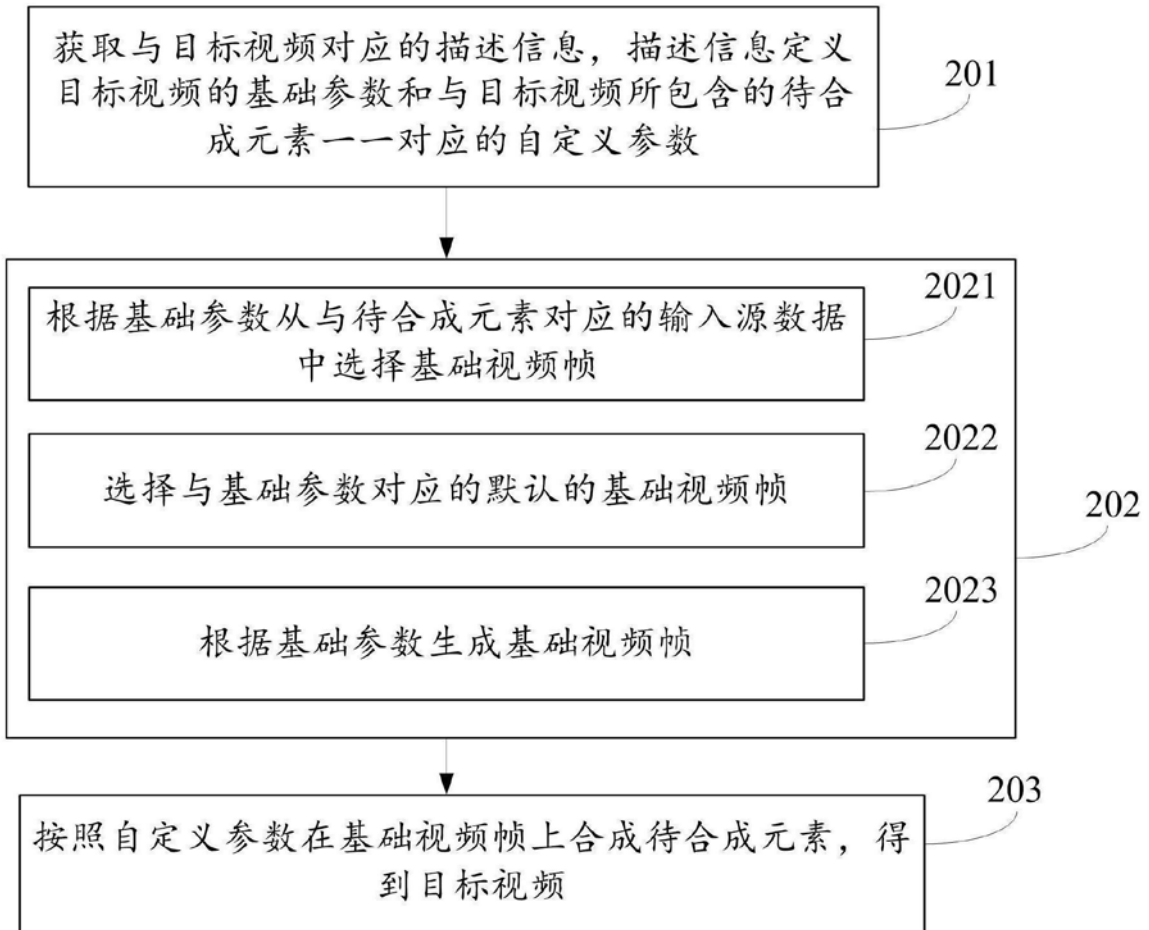 获取与目标视频对应的描述信息，描述信息定义
目标视频的基础参数和与目标视频所包含的待合
成元素一一对应的自定义参数
201
2021
根据基础参数从与待合成元素对应的输入源数据
中选择基础视频帧
2022
选择与基础参数对应的默认的基础视频帧
202
2023
根据基础参数生成基础视频帧
203
按照自定义参数在基础视频帧上合成待合成元素，得
到目标视频